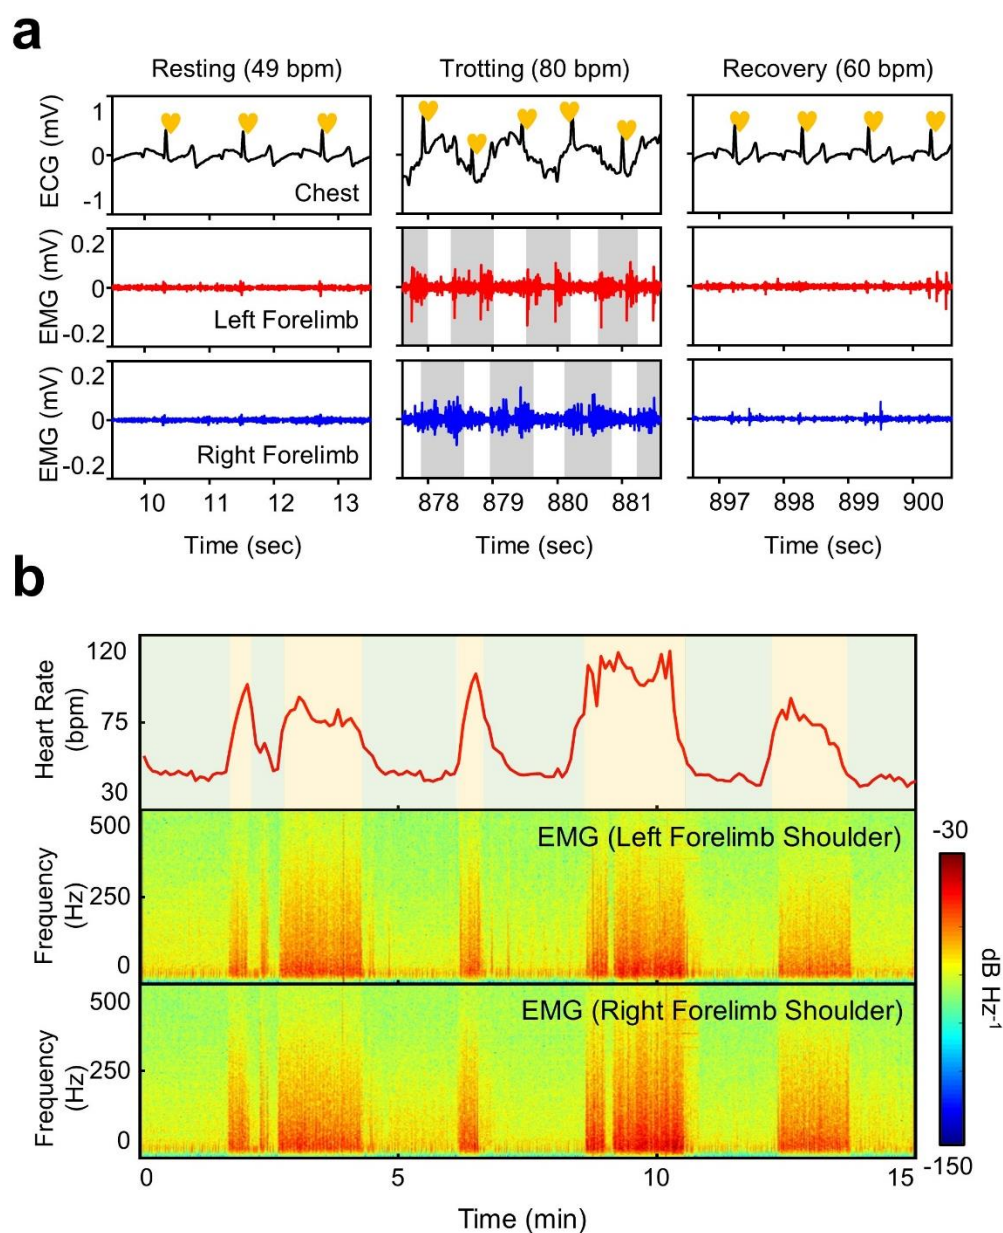 a
Resting (49 bpm)
Trotting (80 bpm)
Recovery (60 bpm)
ECG (mV)
1
0
-1
Chest
EMG (mV)
0.2
0
-0.2
Left Forelimb
EMG (mV)
0.2
0
-0.2
Right Forelimb
10 11 12 13
878 879 880 881
897 898 899 900
Time (sec)
Time (sec)
Time (sec)
b
Heart Rate
(bpm)
120
75
30
Frequency
(Hz)
500
250
0
EMG (Left Forelimb Shoulder)
Frequency
(Hz)
500
250
0
EMG (Right Forelimb Shoulder)
0 5 10 15
Time (min)
-30
dB Hz-1
-150